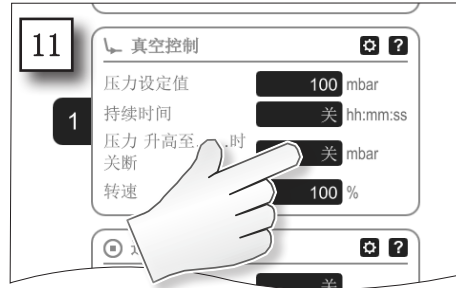 11
真空控制 ?
压力设定值 100 mbar
1
持续时间 关 hh:mm:ss
压力 升高至... 时
关断 关 mbar
转速 100 %
?
关